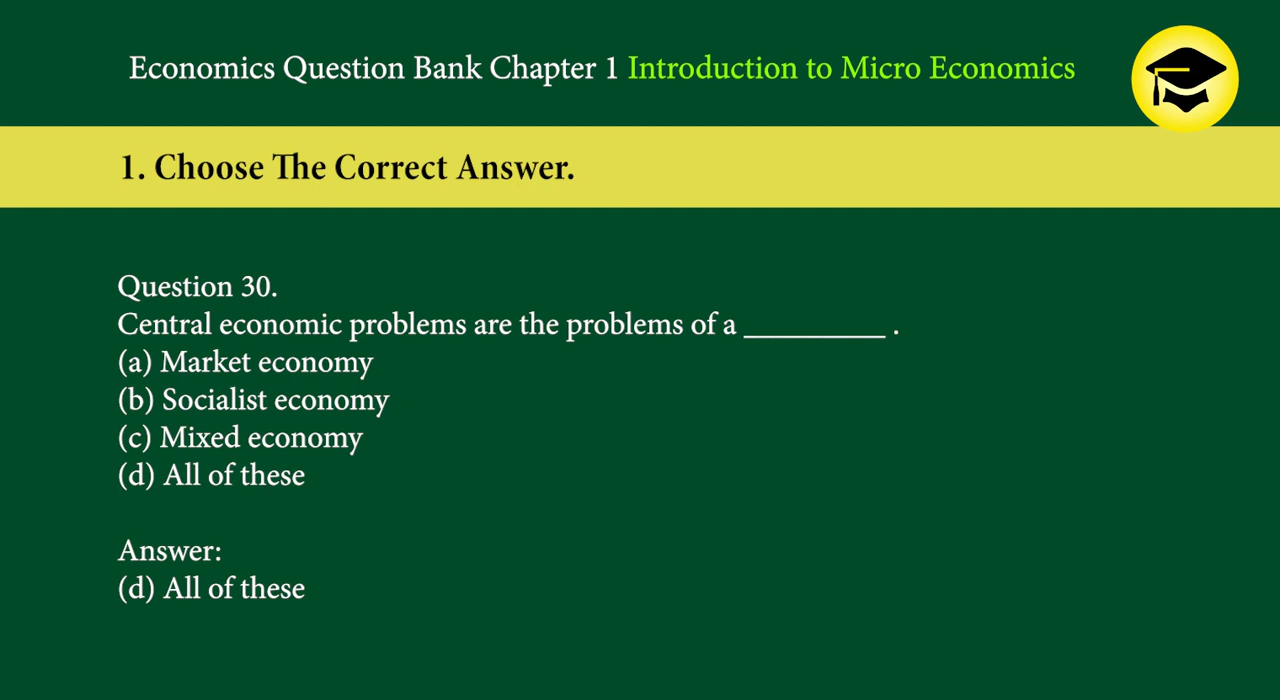 Economics Question Bank Chapter 1 Introduction to Micro Economics
1. Choose The Correct Answer.
Question 30.
Central economic problems are the problems of a _________ .
(a) Market economy
(b) Socialist economy
(c) Mixed economy
(d) All of these
Answer:
(d) All of these